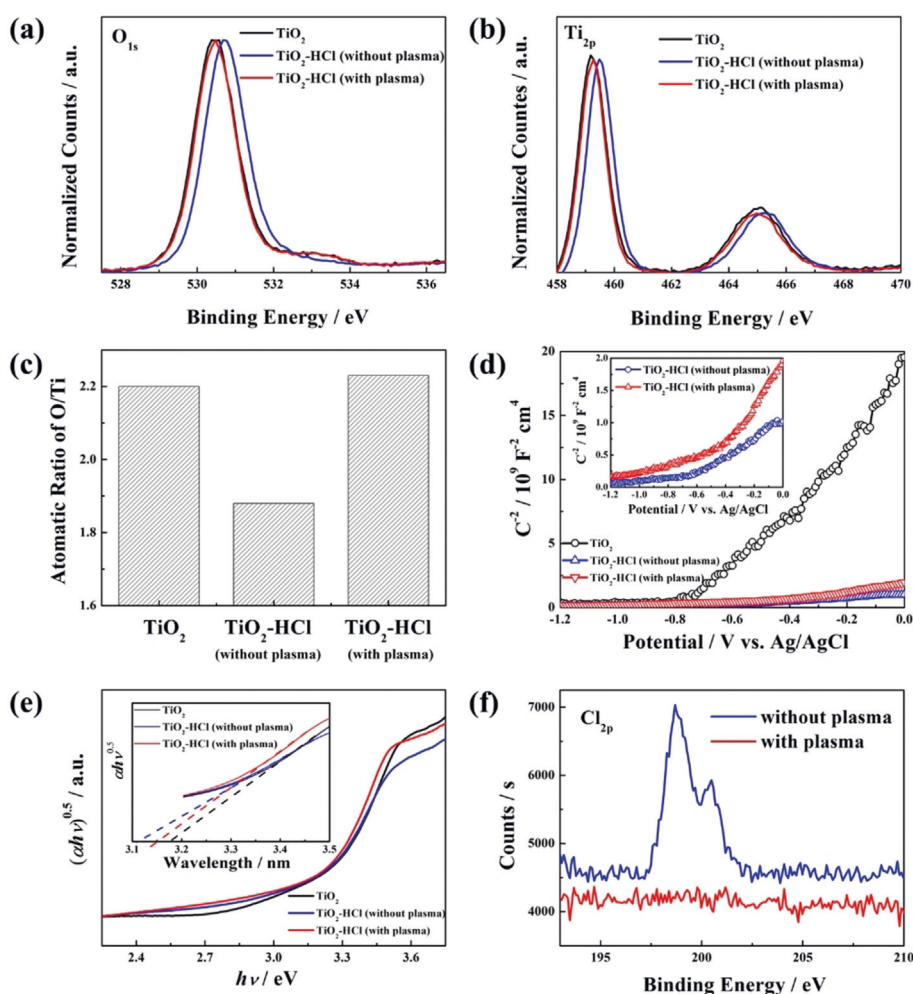 (a)
O1s
TiO2
TiO2-HCl (without plasma)
TiO2-HCl (with plasma)
Normalized Counts / a.u.
528 530 532 534 536
Binding Energy / eV
(b)
Ti2p
TiO2
TiO2-HCl (without plasma)
TiO2-HCl (with plasma)
Normalized Countes / a.u.
458 460 462 464 466 468 470
Binding Energy / eV
(c)
Atomatic Ratio of O/Ti
2.2
2.0
1.8
1.6
TiO2 TiO2-HCl TiO2-HCl
(without plasma) (with plasma)
(d)
C-2 / 109 F-2 cm4
20
15
10
5
0
2.0
1.5
1.0
0.5
0.0
C-2 / 109 F-2 cm4
TiO2-HCl (without plasma)
TiO2-HCl (with plasma)
-1.2 -1.0 -0.8 -0.6 -0.4 -0.2 0.0
Potential / V vs. Ag/AgCl
TiO2
TiO2-HCl (without plasma)
TiO2-HCl (with plasma)
-1.2 -1.0 -0.8 -0.6 -0.4 -0.2 0.0
Potential / V vs. Ag/AgCl
(e)
(αhν)0.5 / a.u.
αhν0.5
TiO2
TiO2-HCl (without plasma)
TiO2-HCl (with plasma)
3.1 3.2 3.3 3.4 3.5
Wavelength / nm
TiO2
TiO2-HCl (without plasma)
TiO2-HCl (with plasma)
2.4 2.7 3.0 3.3 3.6
hν / eV
(f)
Cl2p
without plasma
with plasma
Counts / s
7000
6000
5000
4000
195 200 205 210
Binding Energy / eV